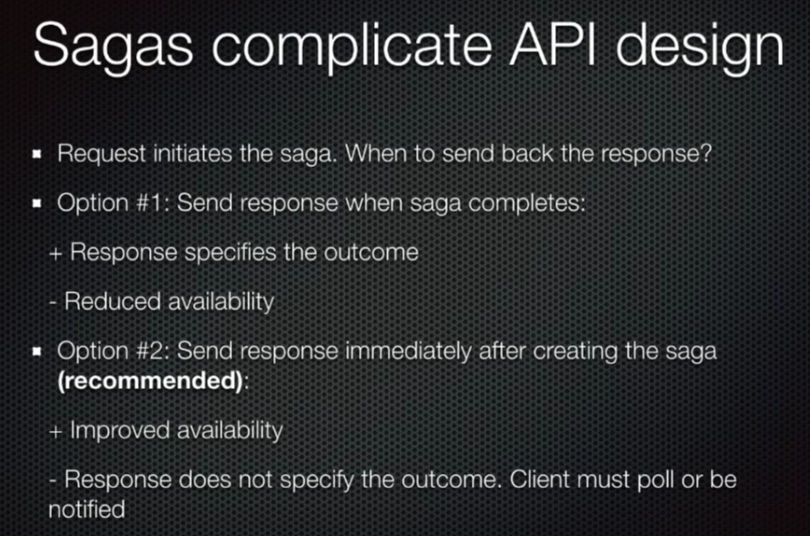 Sagas complicate API design
▪ Request initiates the saga. When to send back the response?
▪ Option #1: Send response when saga completes:
+ Response specifies the outcome
- Reduced availability
▪ Option #2: Send response immediately after creating the saga
(recommended):
+ Improved availability
- Response does not specify the outcome. Client must poll or be
notified